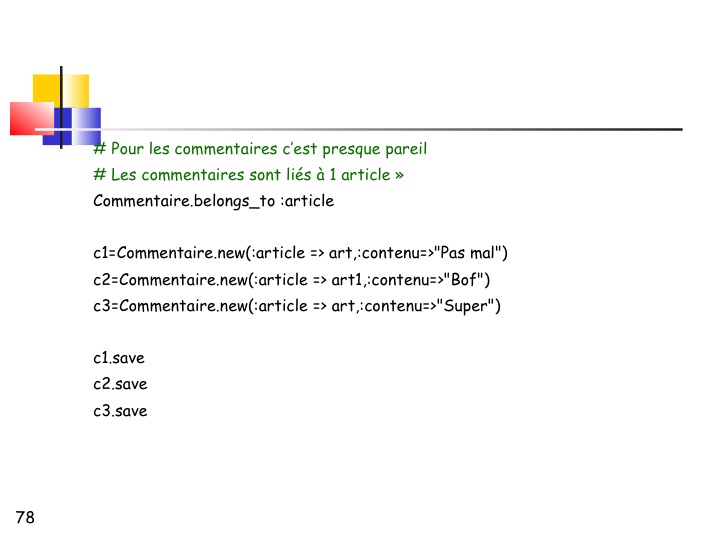 # Pour les commentaires c’est presque pareil
# Les commentaires sont liés à 1 article »
Commentaire.belongs_to :article
c1=Commentaire.new(:article => art,:contenu=>"Pas mal")
c2=Commentaire.new(:article => art1,:contenu=>"Bof")
c3=Commentaire.new(:article => art,:contenu=>"Super")
c1.save
c2.save
c3.save
78